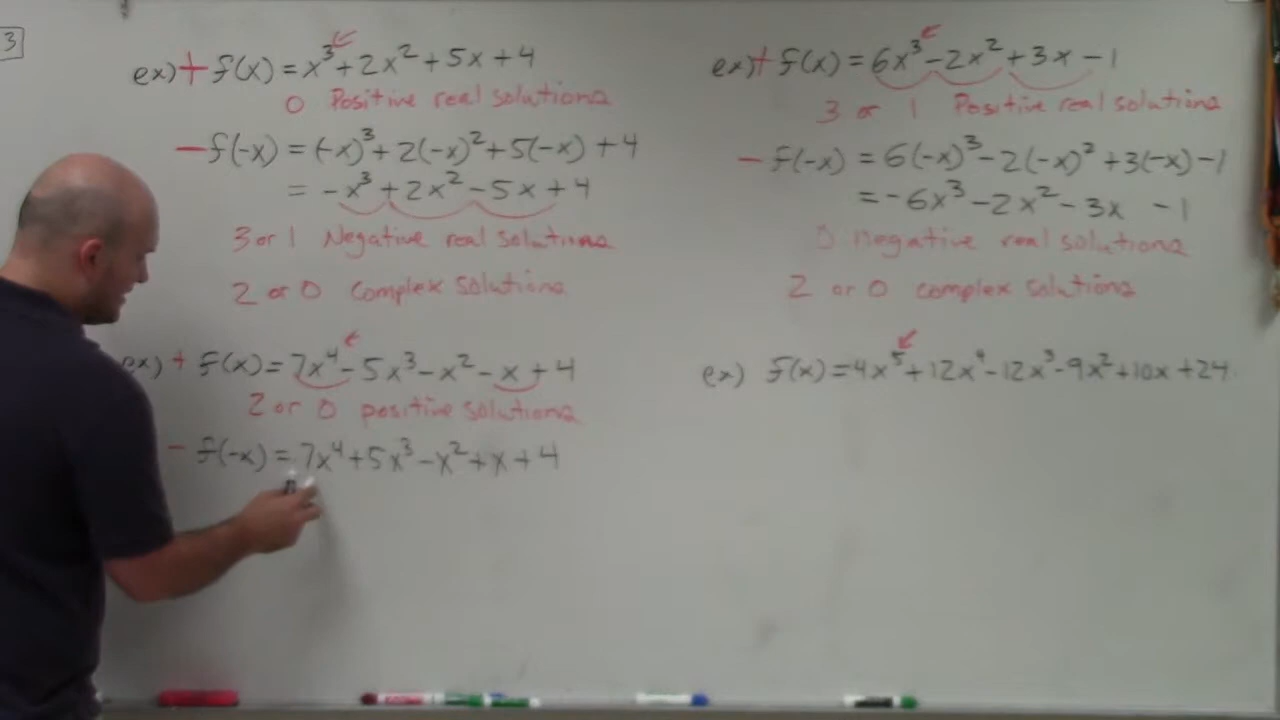 3
ex) + f(x) = x³ + 2x² + 5x + 4
0 Positive real solutions
- f(-x) = (-x)³ + 2(-x)² + 5(-x) + 4
= -x³ + 2x² - 5x + 4
3 or 1 Negative real solutions
2 or 0 Complex Solutions
ex) + f(x) = 6x³ - 2x² + 3x - 1
3 or 1 Positive real solutions
- f(-x) = 6(-x)³ - 2(-x)² + 3(-x) - 1
= -6x³ - 2x² - 3x - 1
0 negative real solutions
2 or 0 complex solutions
ex) + f(x) = 7x⁴ - 5x³ - x² - x + 4
2 or 0 positive solutions
- f(-x) = 7x⁴ + 5x³ - x² + x + 4
ex) f(x) = 4x⁵ + 12x⁴ - 12x³ - 9x² + 10x + 24